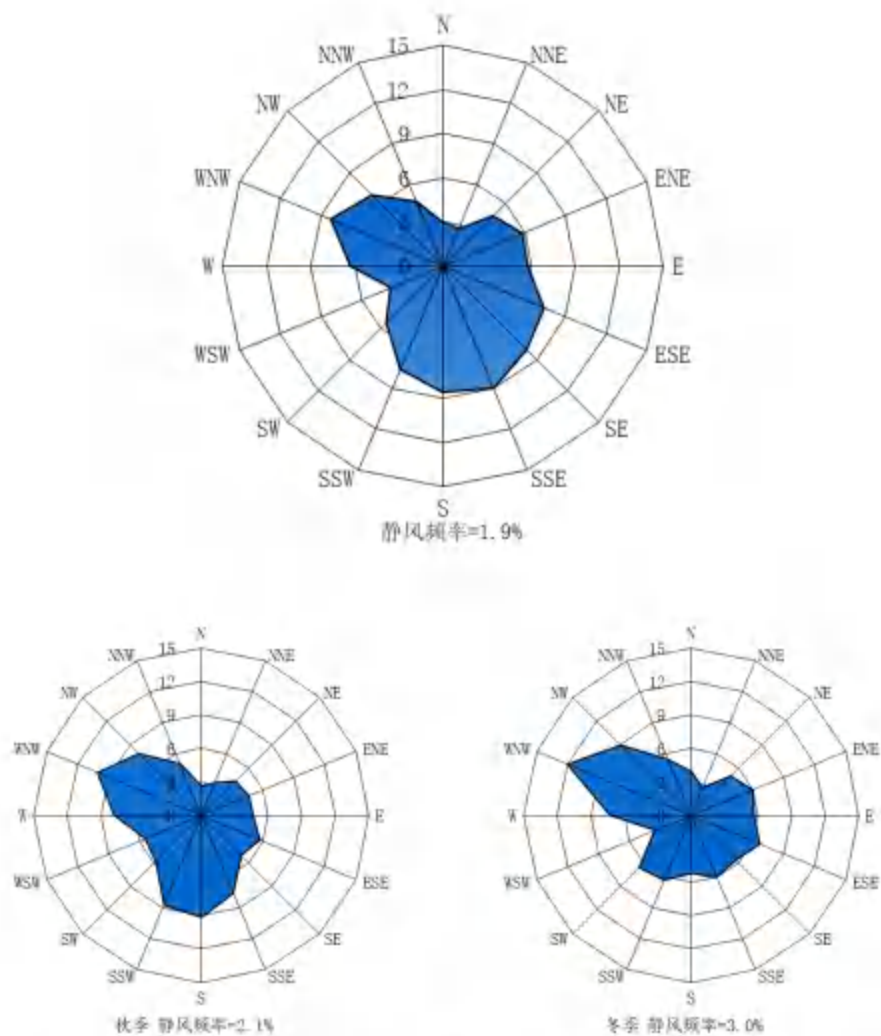 N
NNW 15 NNE
NW 12 NE
9
WNW 6 ENE
3
W 0 E
WSW ESE
SW SE
SSW SSE
S
静风频率=1.9%
N
NNW 15 NNE
NW 12 NE
9
WNW 6 ENE
3
W E
WSW ESE
SW SE
SSW SSE
S
秋季 静风频率=2.1%
N
NNW 15 NNE
NW 12 NE
9
WNW 6 ENE
3
W E
WSW ESE
SW SE
SSW SSE
S
冬季 静风频率=3.0%